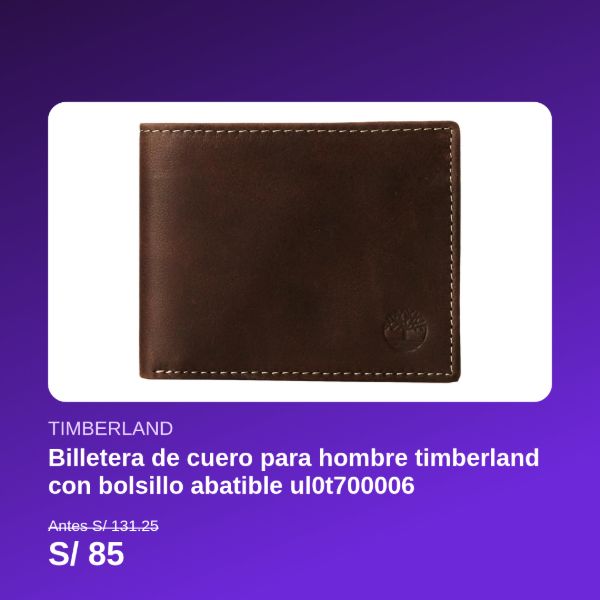 TIMBERLAND
Billetera de cuero para hombre timberland
con bolsillo abatible ul0t700006
Antes S/ 131.25
S/ 85